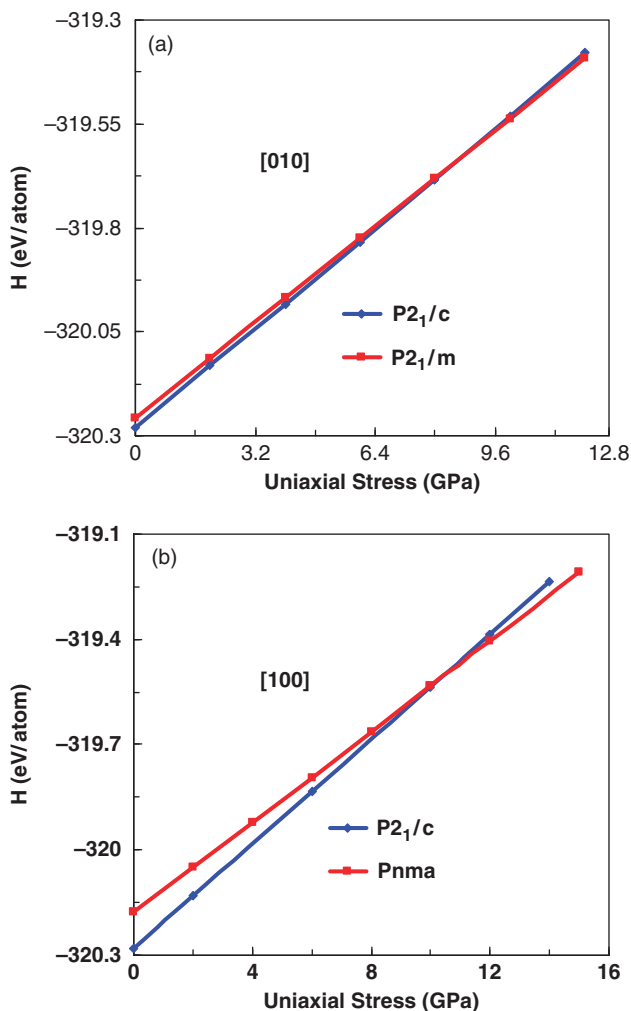 (a)
−319.3
−319.55
−319.8
−320.05
−320.3
H (eV/atom)
[010]
P2₁/c
P2₁/m
0 3.2 6.4 9.6 12.8
Uniaxial Stress (GPa)
(b)
−319.1
−319.4
−319.7
−320
−320.3
H (eV/atom)
[100]
P2₁/c
Pnma
0 4 8 12 16
Uniaxial Stress (GPa)